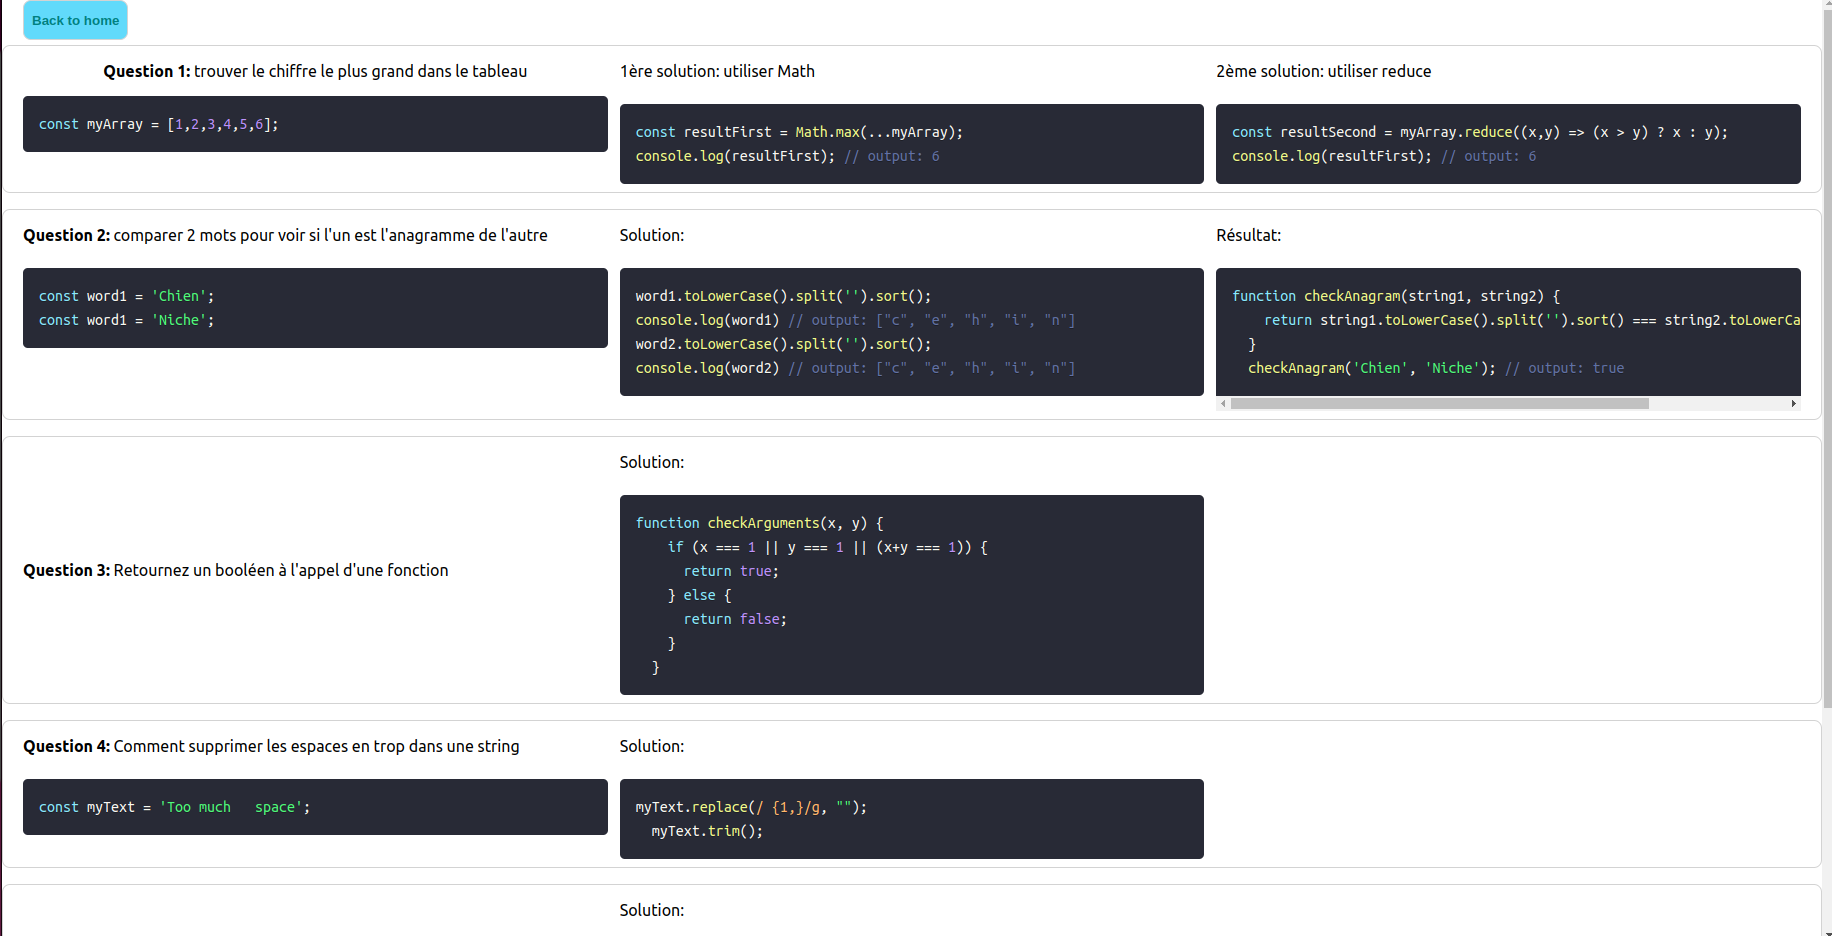 Back to home
Question 1: trouver le chiffre le plus grand dans le tableau
const myArray = [1,2,3,4,5,6];
1ère solution: utiliser Math
const resultFirst = Math.max(...myArray);
console.log(resultFirst); // output: 6
2ème solution: utiliser reduce
const resultSecond = myArray.reduce((x,y) => (x > y) ? x : y);
console.log(resultFirst); // output: 6
Question 2: comparer 2 mots pour voir si l'un est l'anagramme de l'autre
const word1 = 'Chien';
const word1 = 'Niche';
Solution:
word1.toLowerCase().split('').sort();
console.log(word1) // output: ["c", "e", "h", "i", "n"]
word2.toLowerCase().split('').sort();
console.log(word2) // output: ["c", "e", "h", "i", "n"]
Résultat:
function checkAnagram(string1, string2) {
    return string1.toLowerCase().split('').sort() === string2.toLowerCa
  }
  checkAnagram('Chien', 'Niche'); // output: true
Question 3: Retournez un booléen à l'appel d'une fonction
Solution:
function checkArguments(x, y) {
    if (x === 1 || y === 1 || (x+y === 1)) {
      return true;
    } else {
      return false;
    }
  }
Question 4: Comment supprimer les espaces en trop dans une string
const myText = 'Too much   space';
Solution:
myText.replace(/ {1,}/g, "");
  myText.trim();
Solution: